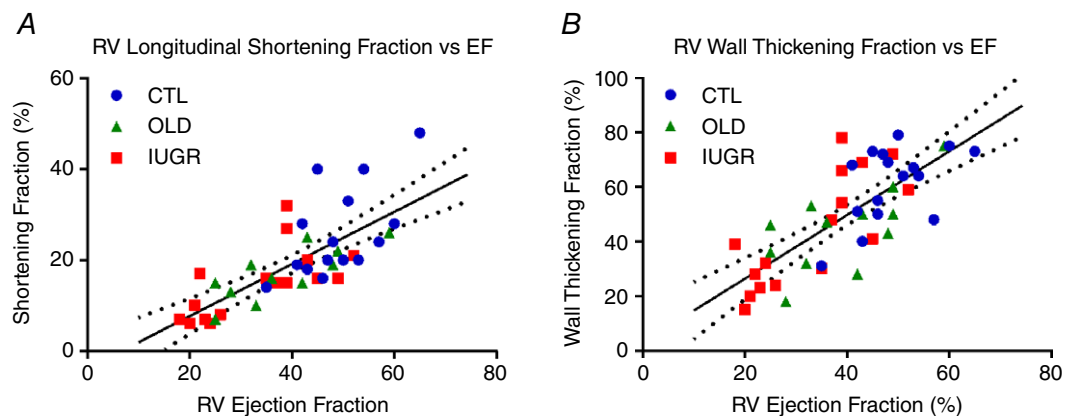 A
RV Longitudinal Shortening Fraction vs EF
60
40
20
0
Shortening Fraction (%)
CTL
OLD
IUGR
0 20 40 60 80
RV Ejection Fraction
B
RV Wall Thickening Fraction vs EF
100
80
60
40
20
0
Wall Thickening Fraction (%)
CTL
OLD
IUGR
0 20 40 60 80
RV Ejection Fraction (%)